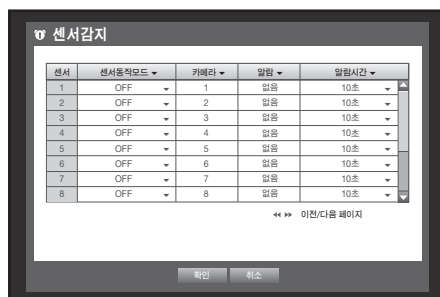 센서감지
센서 센서동작모드 카메라 알람 알람시간
1 OFF 1 없음 10초
2 OFF 2 없음 10초
3 OFF 3 없음 10초
4 OFF 4 없음 10초
5 OFF 5 없음 10초
6 OFF 6 없음 10초
7 OFF 7 없음 10초
8 OFF 8 없음 10초
이전/다음 페이지
확인 취소